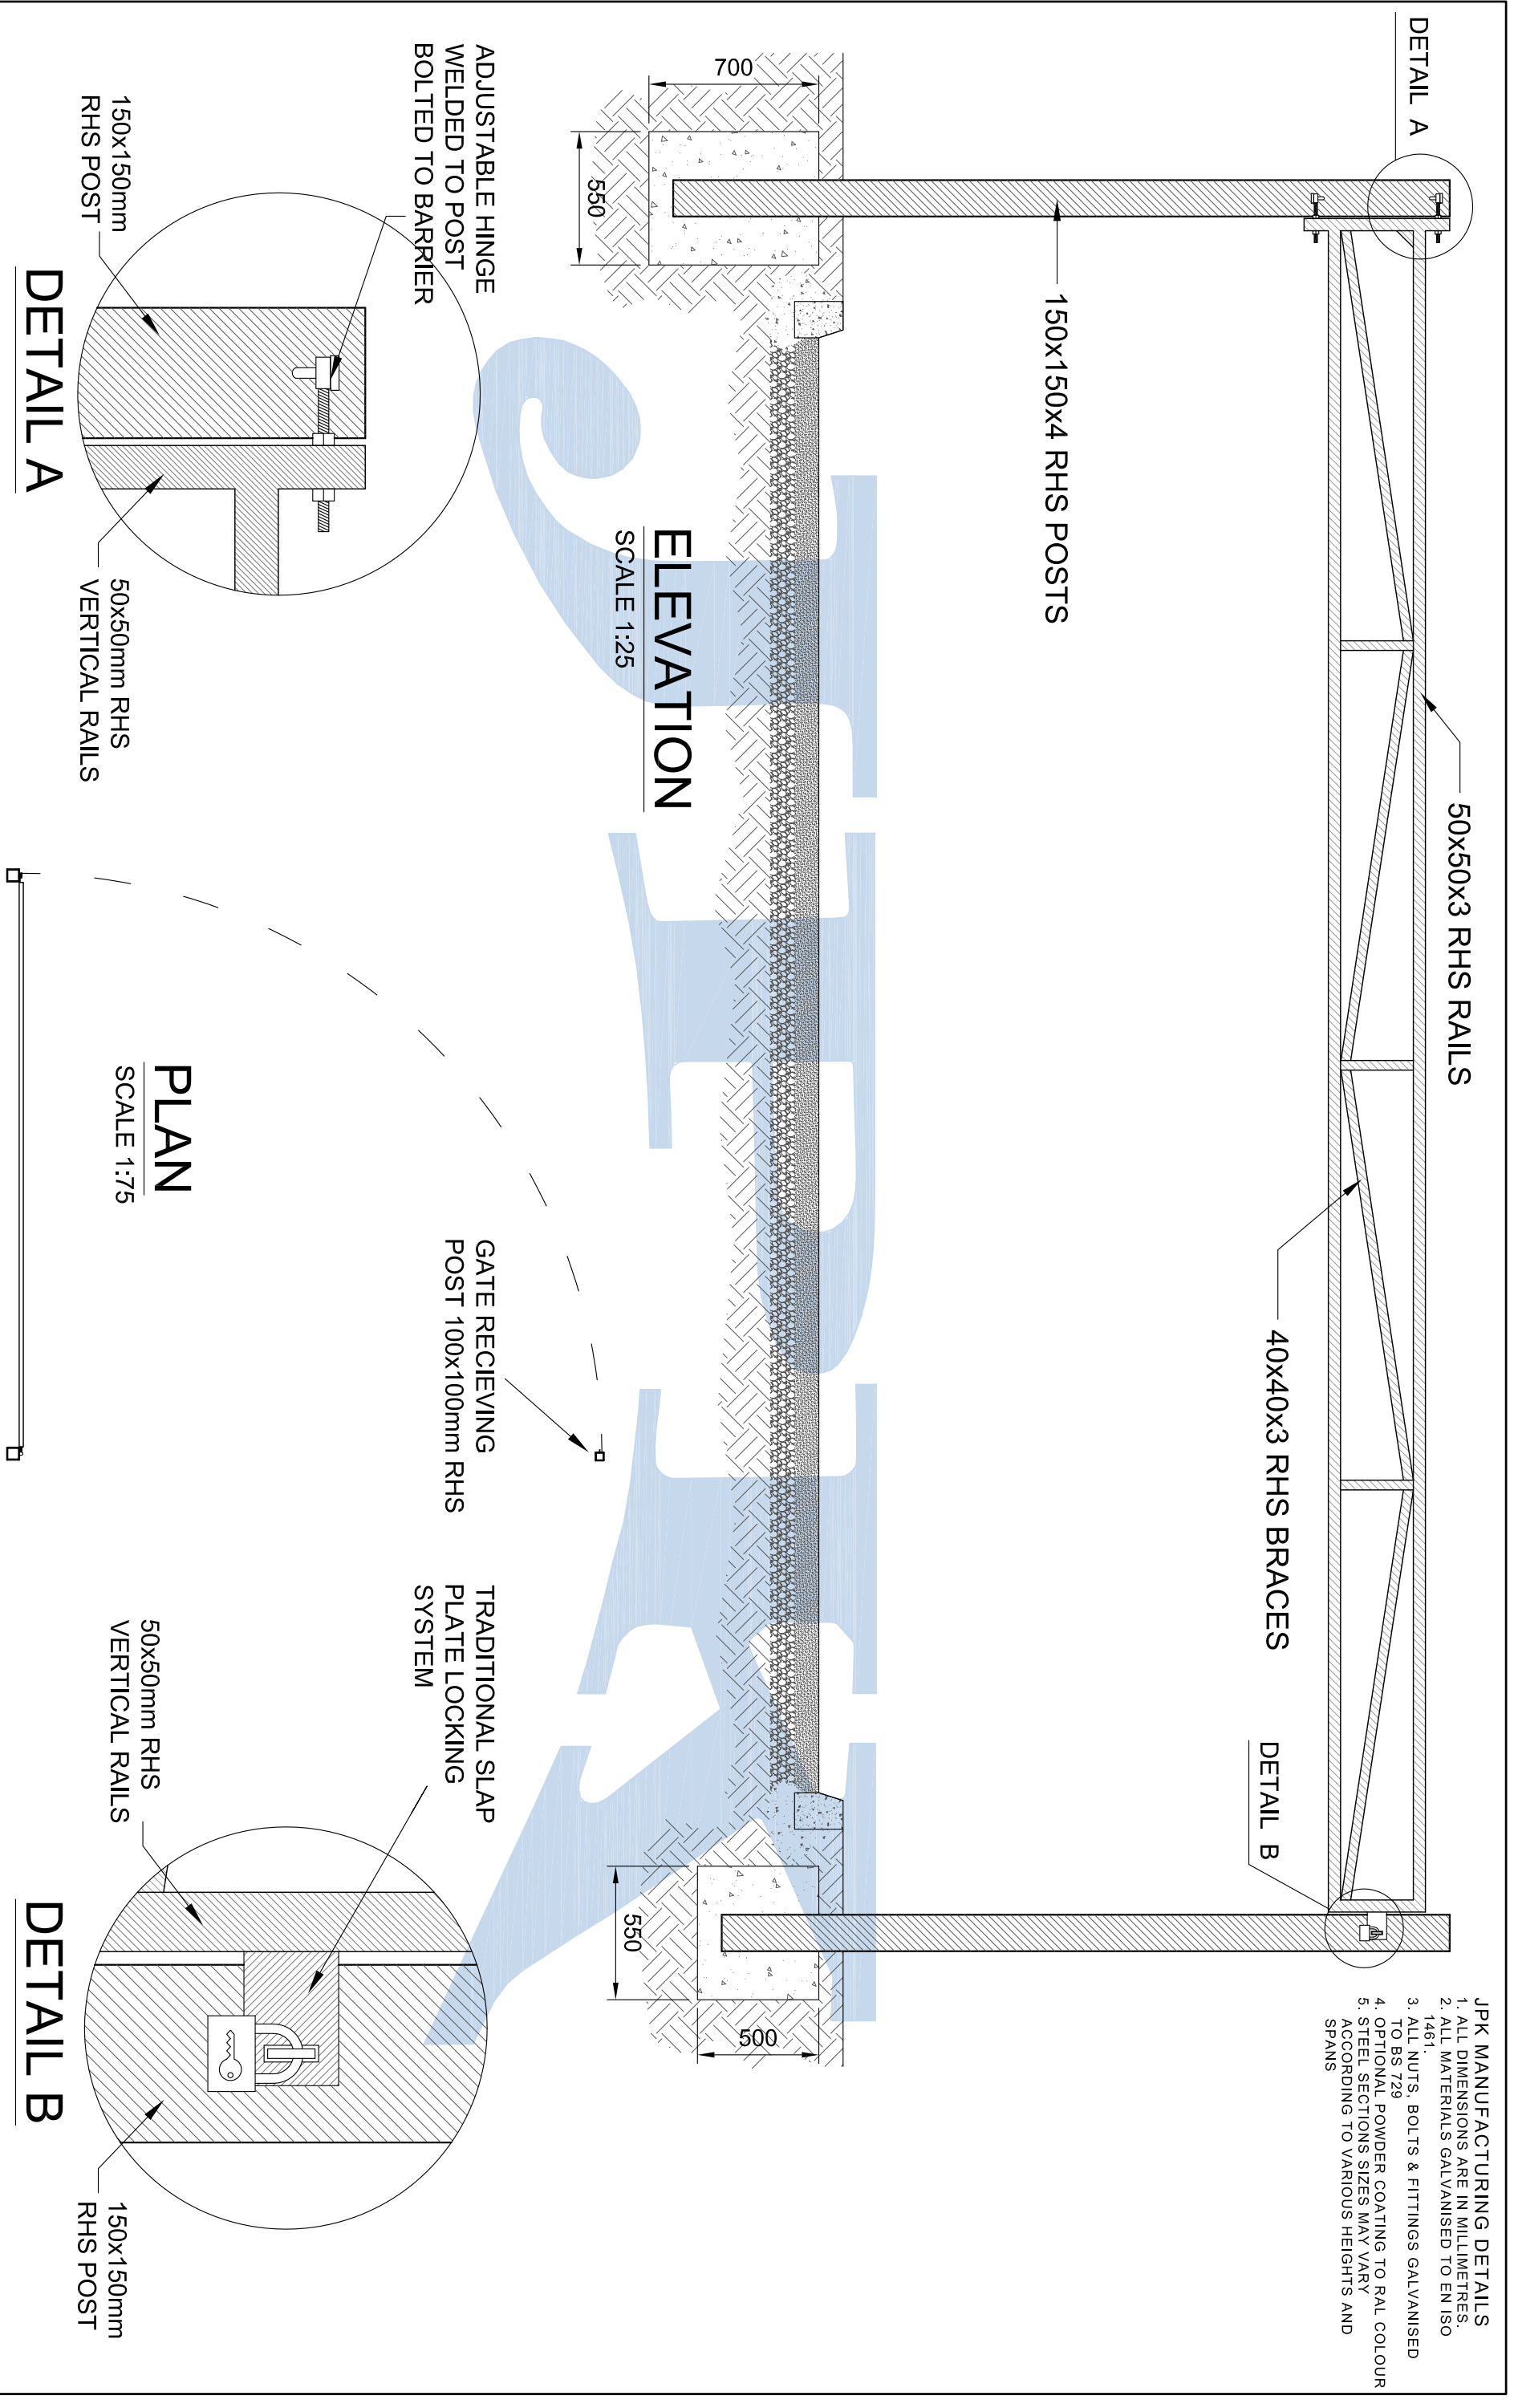 DETAIL A
50x50x3 RHS RAILS
JPK MANUFACTURING DETAILS
1. ALL DIMENSIONS ARE IN MILLIMETRES.
2. ALL MATERIALS GALVANISED TO EN ISO
1461.
3. ALL NUTS, BOLTS & FITTINGS GALVANISED
TO BS 729
4. OPTIONAL POWDER COATING TO RAL COLOUR
5. STEEL SECTIONS SIZES MAY VARY
ACCORDING TO VARIOUS HEIGHTS AND
SPANS
40x40x3 RHS BRACES
DETAIL B
150x150x4 RHS POSTS
700
550
550
500
JPK
ELEVATION
SCALE 1:25
ADJUSTABLE HINGE
WELDED TO POST
BOLTED TO BARRIER
150x150mm
RHS POST
50x50mm RHS
VERTICAL RAILS
DETAIL A
GATE RECIEVING
POST 100x100mm RHS
PLAN
SCALE 1:75
TRADITIONAL SLAP
PLATE LOCKING
SYSTEM
50x50mm RHS
VERTICAL RAILS
150x150mm
RHS POST
DETAIL B